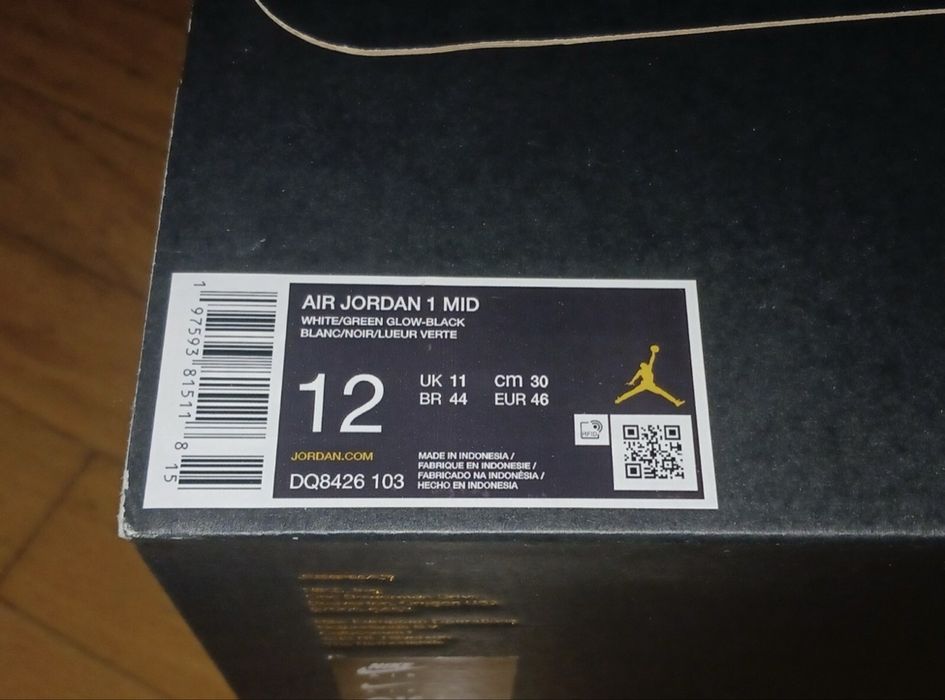 AIR JORDAN 1 MID
WHITE/GREEN GLOW-BLACK
BLANC/NOIR/LUEUR VERTE
12
UK 11 cm 30
BR 44 EUR 46
RFID
JORDAN.COM
DQ8426 103
MADE IN INDONESIA /
FABRIQUE EN INDONESIE /
FABRICADO NA INDONÉSIA /
HECHO EN INDONESIA
1 97593 81511 8 15
NIKE